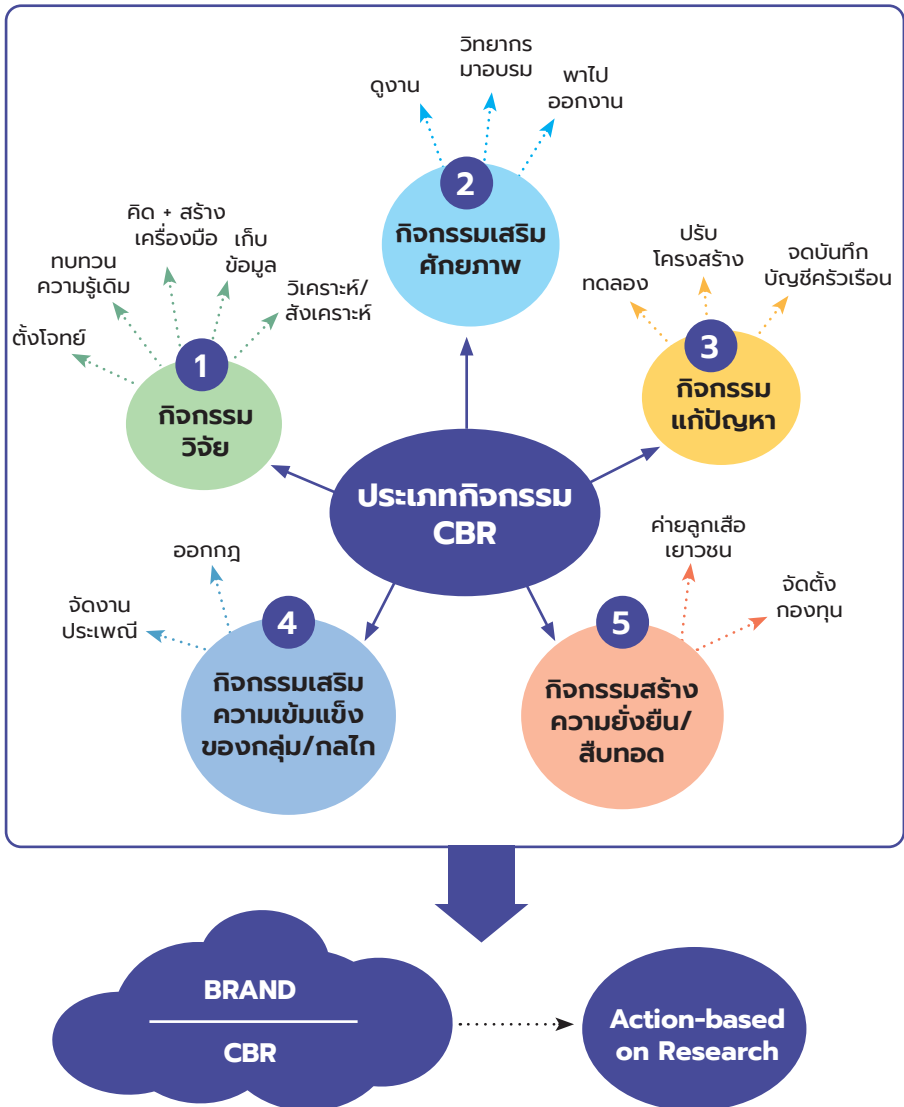 ดูงาน
วิทยากร
มาอบรม
พาไป
ออกงาน
2
กิจกรรมเสริม
ศักยภาพ
ตั้งโจทย์
ทบทวน
ความรู้เดิม
คิด + สร้าง
เครื่องมือ
เก็บ
ข้อมูล
วิเคราะห์/
สังเคราะห์
1
กิจกรรม
วิจัย
ทดลอง
ปรับ
โครงสร้าง
จดบันทึก
บัญชีครัวเรือน
3
กิจกรรม
แก้ปัญหา
ประเภทกิจกรรม
CBR
จัดงาน
ประเพณี
ออกกฎ
4
กิจกรรมเสริม
ความเข้มแข็ง
ของกลุ่ม/กลไก
ค่ายลูกเสือ
เยาวชน
จัดตั้ง
กองทุน
5
กิจกรรมสร้าง
ความยั่งยืน/
สืบทอด
BRAND
CBR
Action-based
on Research